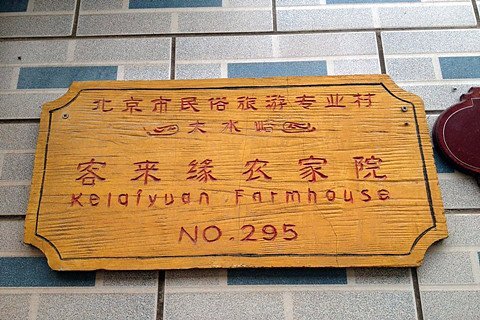 北京市民俗旅游专业村
大水峪
客来缘农家院
Kelaiyuan Farmhouse
NO.295